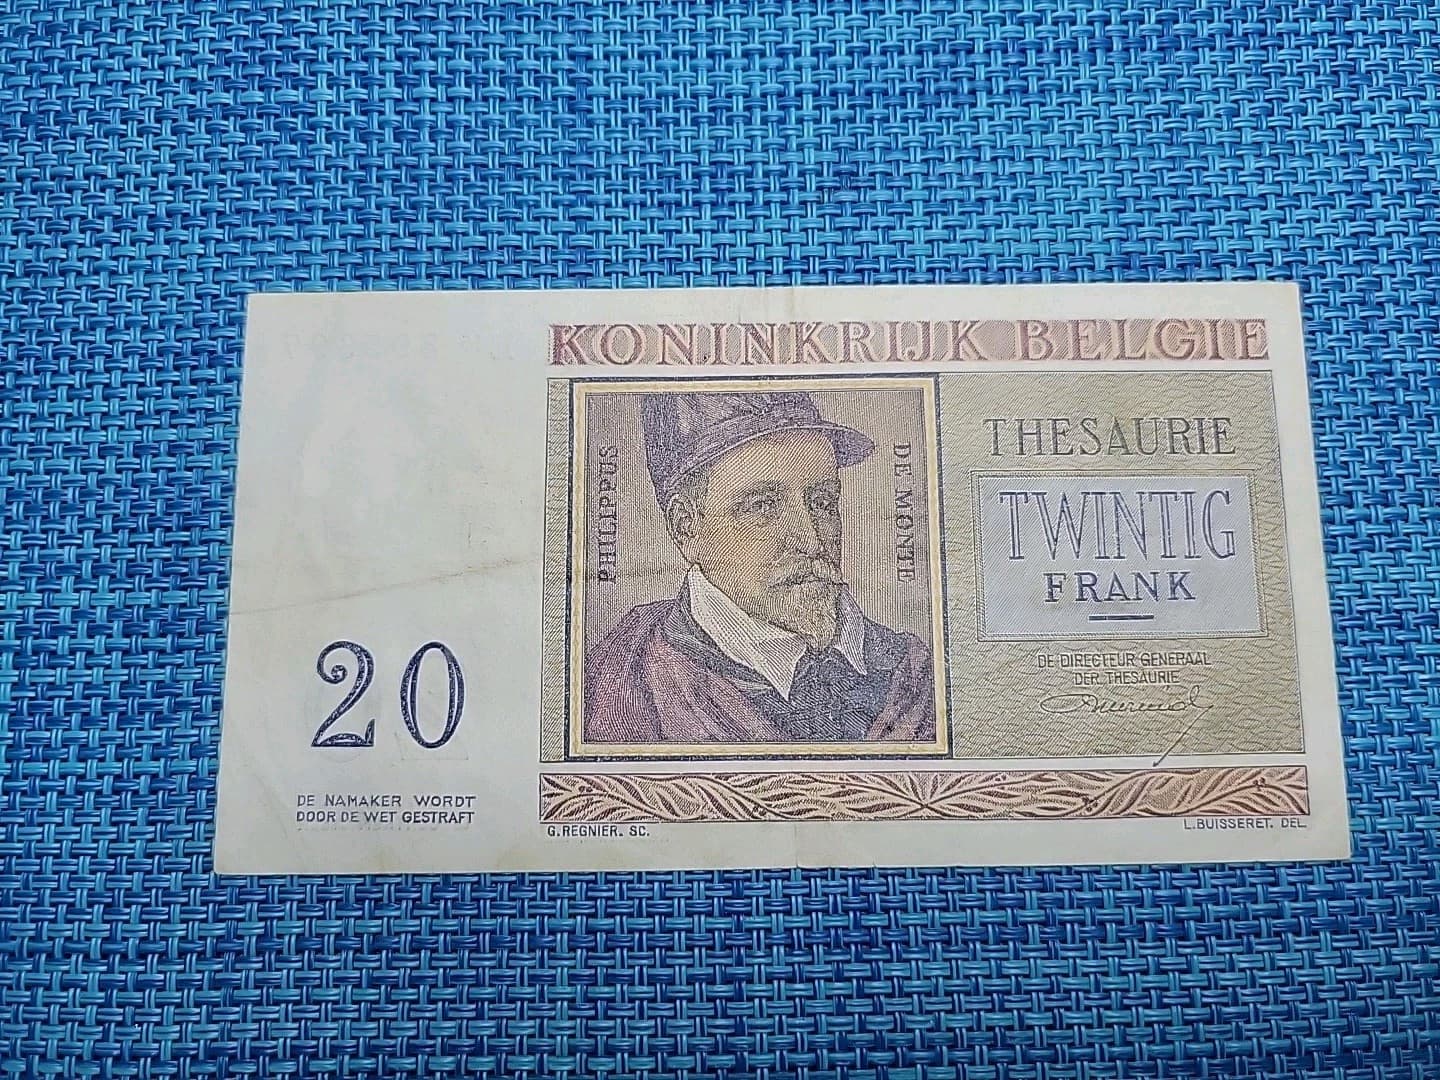 KONINKRIJK BELGIE
PHILIPPUS
DE MONTE
THESAURIE
TWINTIG
FRANK
DE DIRECTEUR GENERAAL
DER THESAURIE
20
DE NAMAKER WORDT
DOOR DE WET GESTRAFT
G.REGNIER. SC.
L.BUISSERET. DEL